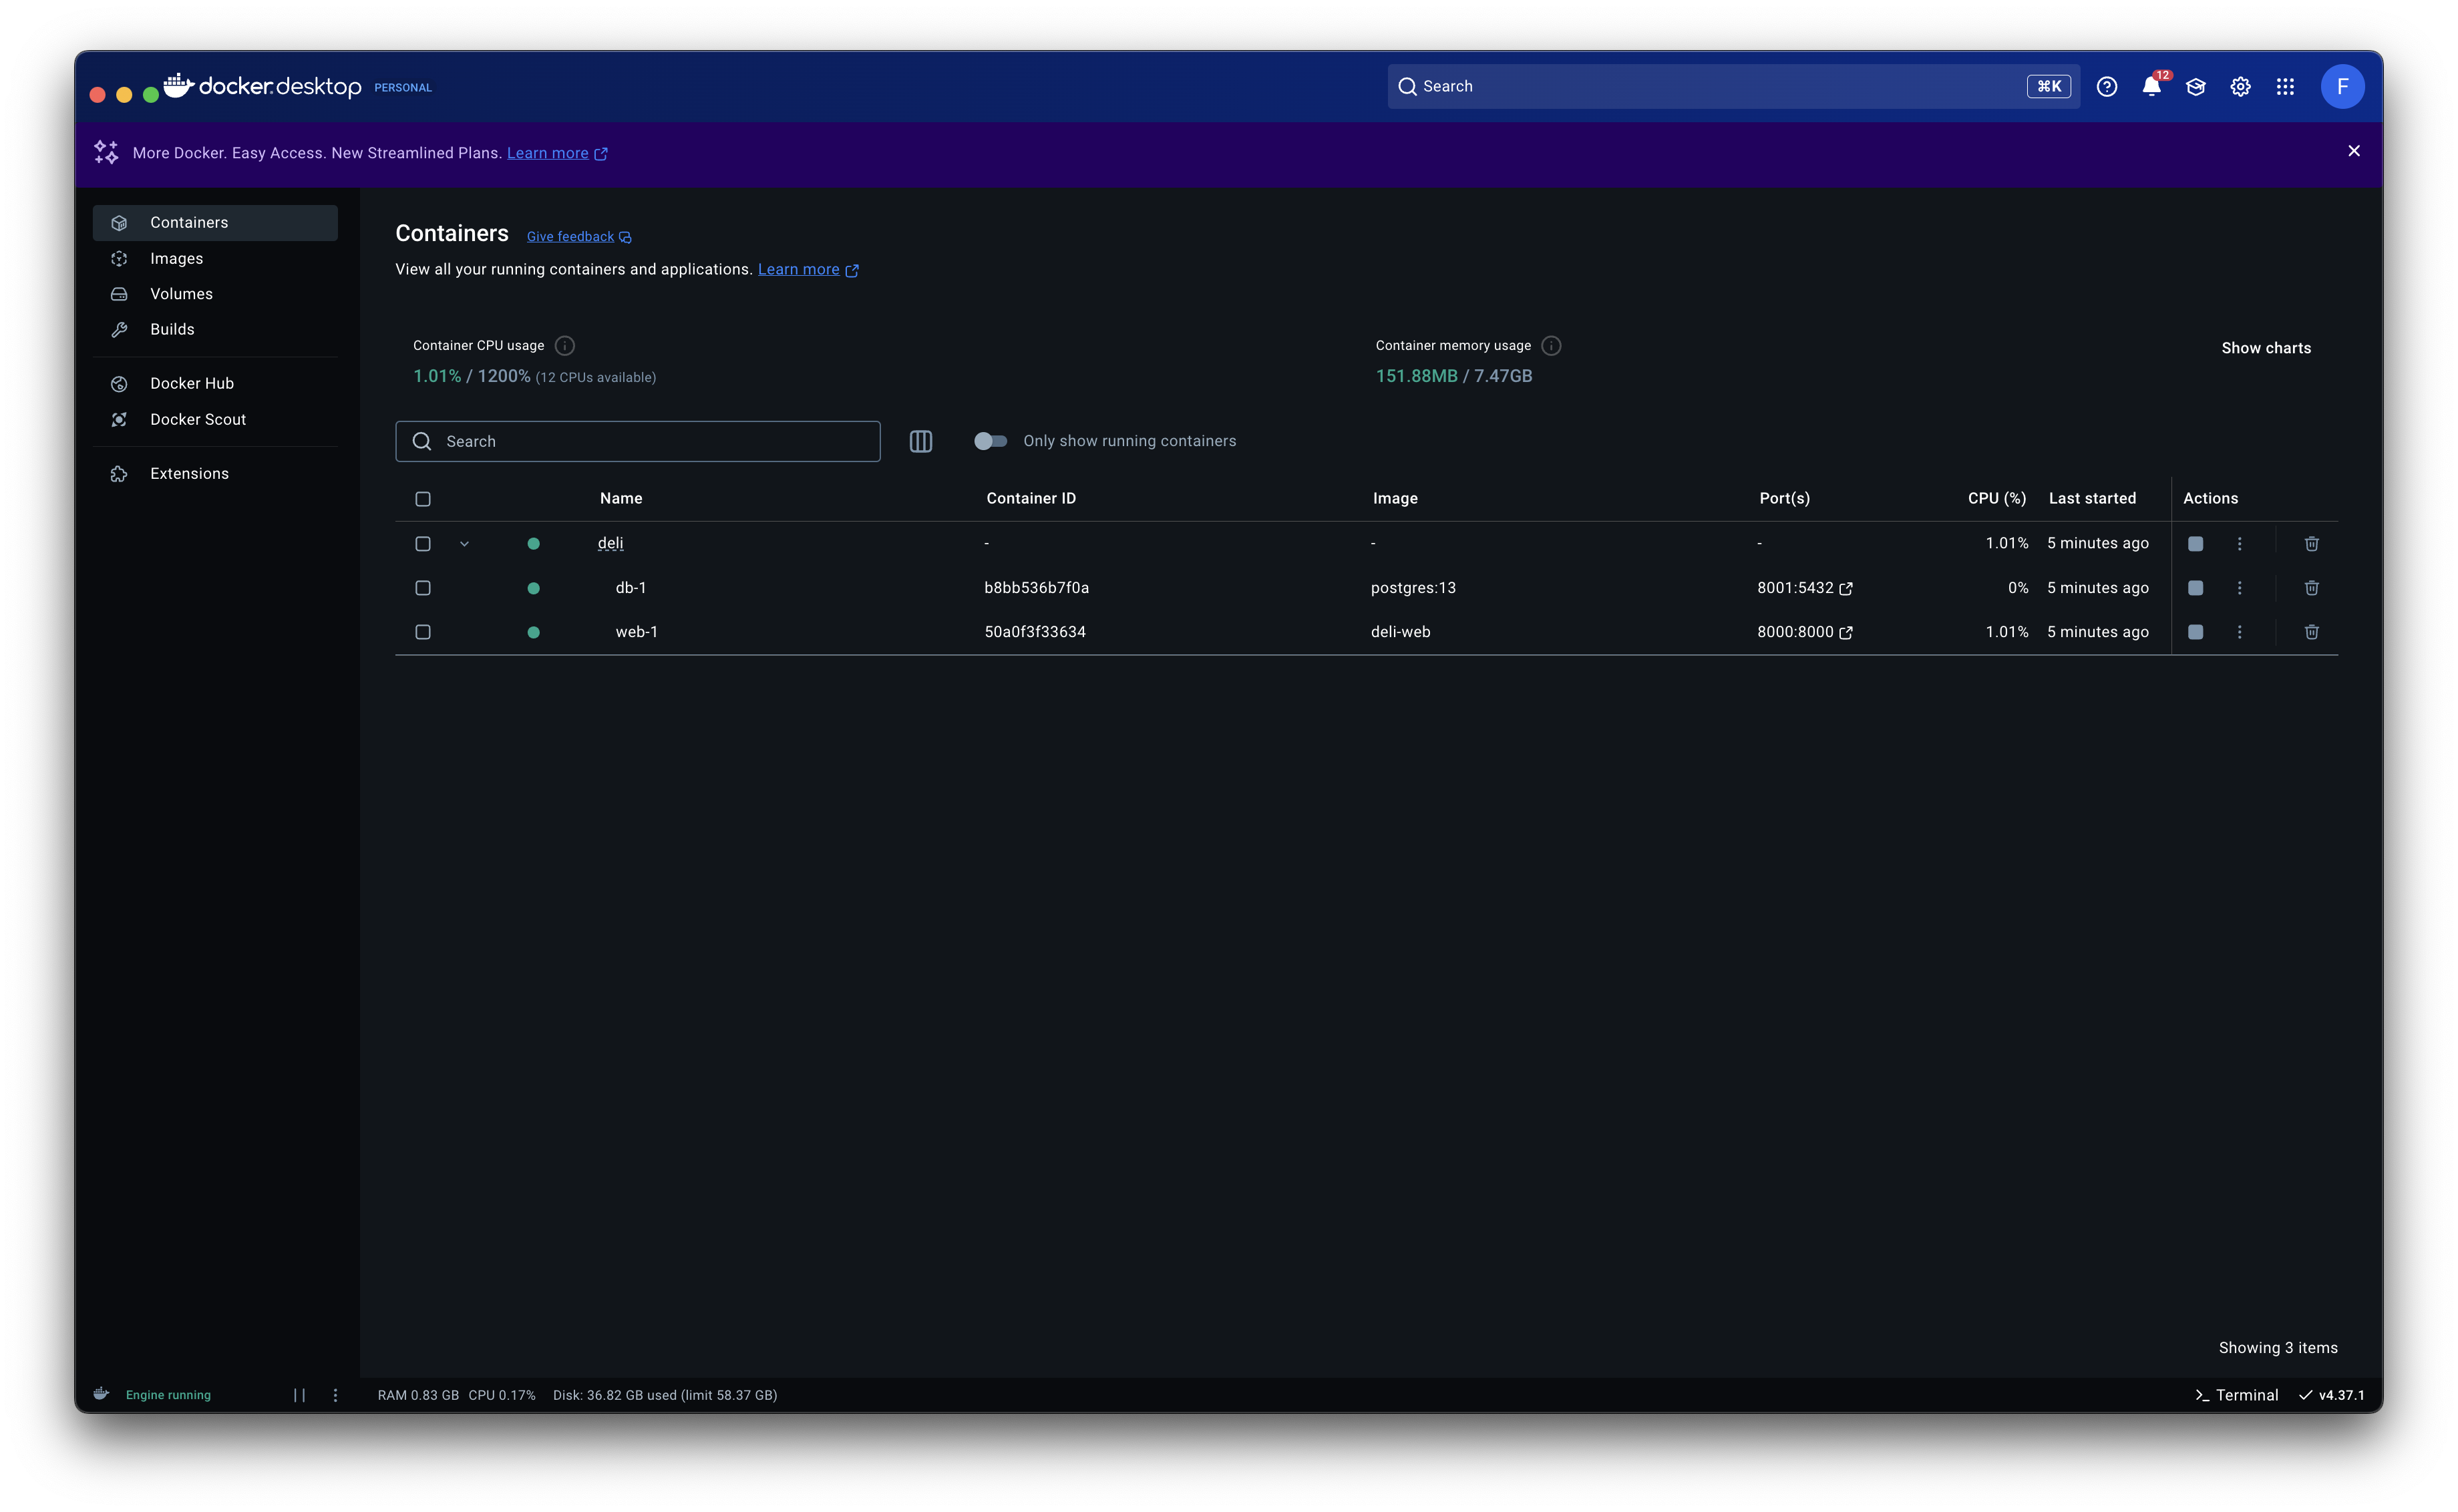 docker.desktop PERSONAL
Search ⌘K 12 F
More Docker. Easy Access. New Streamlined Plans. Learn more
Containers
Images
Volumes
Builds
Docker Hub
Docker Scout
Extensions
Containers Give feedback
View all your running containers and applications. Learn more
Container CPU usage
1.01% / 1200% (12 CPUs available)
Container memory usage
151.88MB / 7.47GB
Show charts
Search
Only show running containers
Name Container ID Image Port(s) CPU (%) Last started Actions
deli - - - 1.01% 5 minutes ago
db-1 b8bb536b7f0a postgres:13 8001:5432 0% 5 minutes ago
web-1 50a0f3f33634 deli-web 8000:8000 1.01% 5 minutes ago
Showing 3 items
Engine running RAM 0.83 GB CPU 0.17% Disk: 36.82 GB used (limit 58.37 GB) Terminal v4.37.1